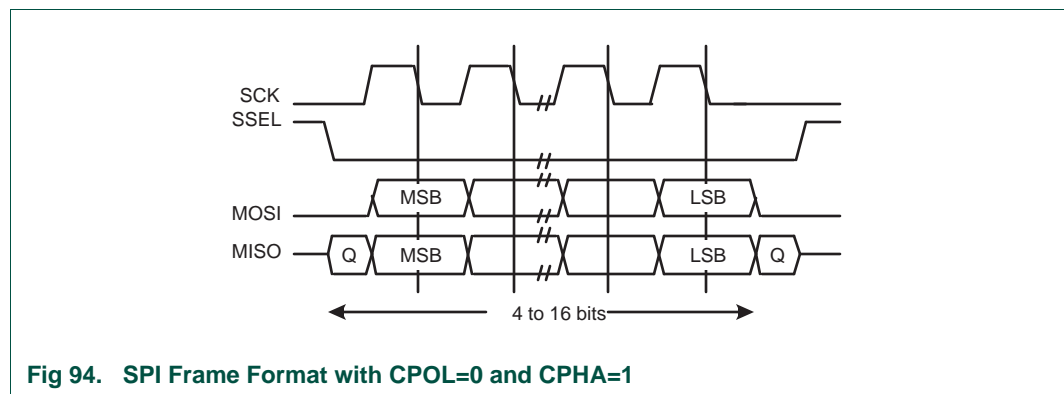 SCK
SSEL
MOSI
MSB
LSB
MISO
Q
MSB
LSB
Q
4 to 16 bits
Fig 94. SPI Frame Format with CPOL=0 and CPHA=1